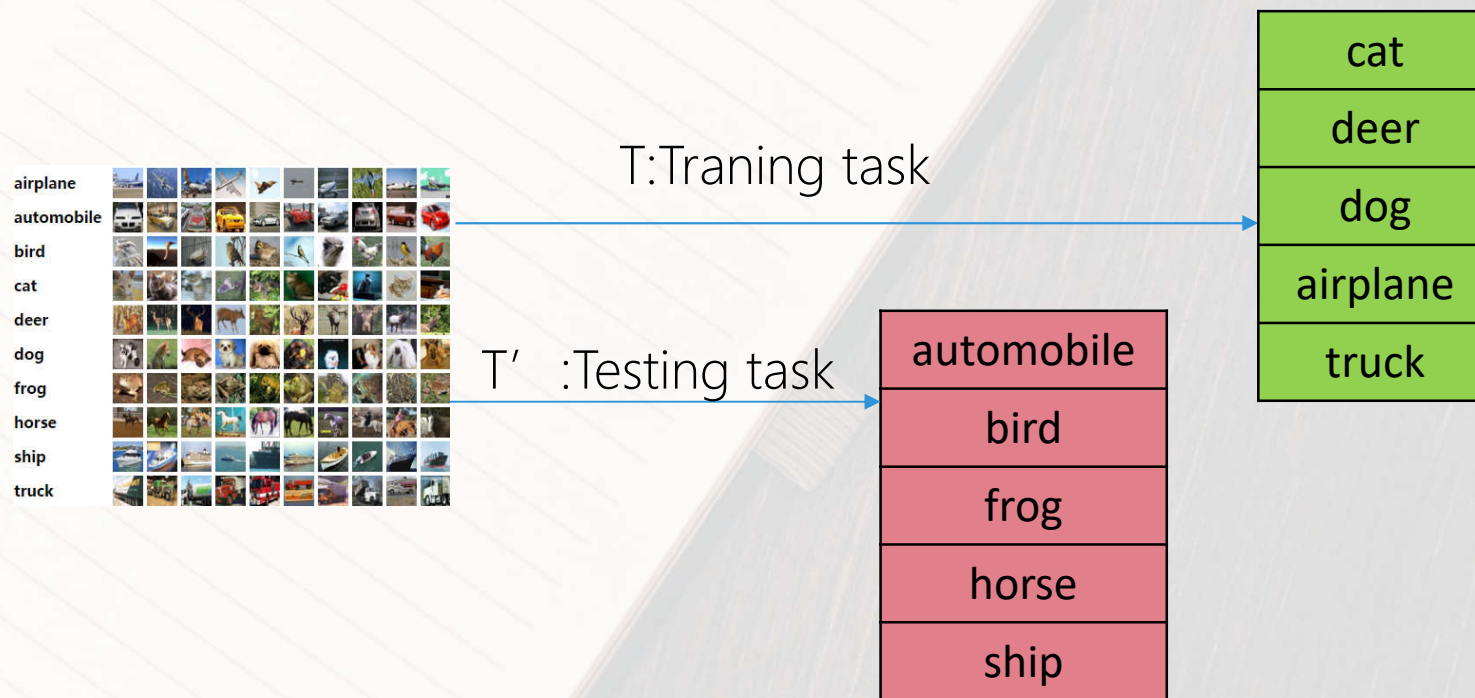 airplane
automobile
bird
cat
deer
dog
frog
horse
ship
truck
T:Traning task
T′ :Testing task
cat
deer
dog
airplane
truck
automobile
bird
frog
horse
ship